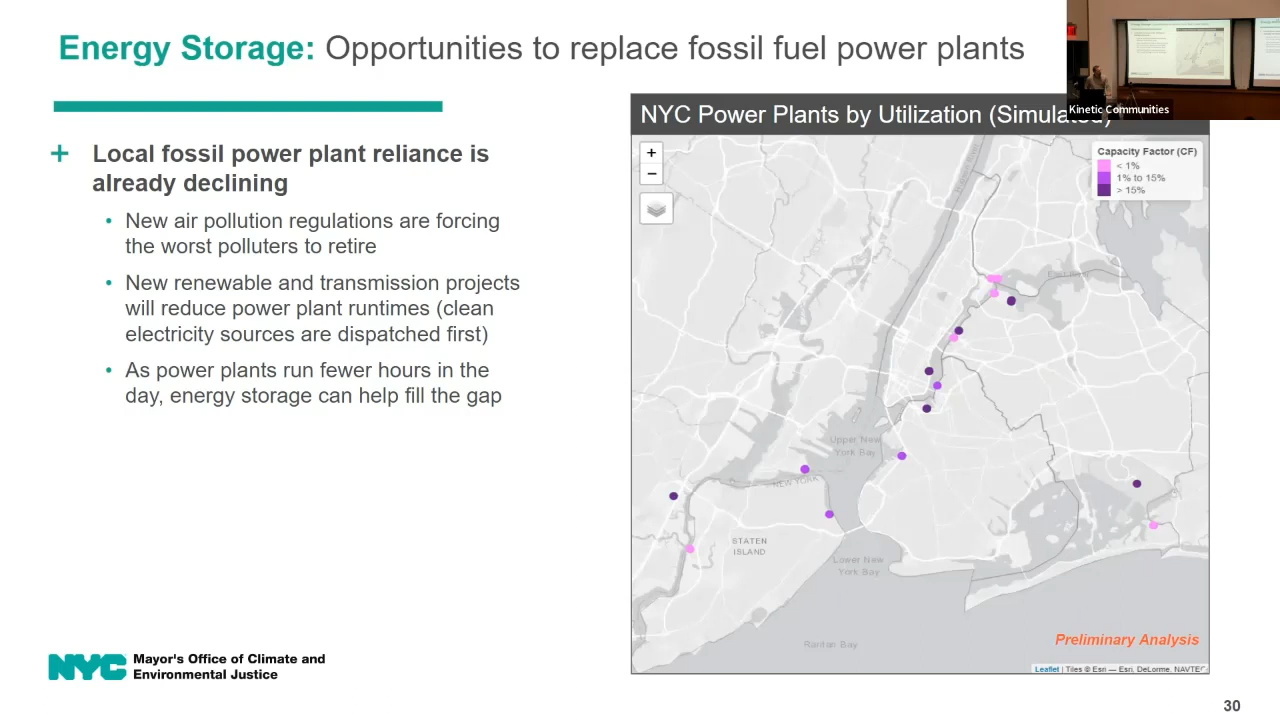 Energy Storage: Opportunities to replace fossil fuel power plants
Kinetic Communities
+ Local fossil power plant reliance is
already declining
• New air pollution regulations are forcing
the worst polluters to retire
• New renewable and transmission projects
will reduce power plant runtimes (clean
electricity sources are dispatched first)
• As power plants run fewer hours in the
day, energy storage can help fill the gap
NYC Power Plants by Utilization (Simulated)
+
−
Capacity Factor (CF)
< 1%
1% to 15%
> 15%
East River
Upper New
York Bay
NEW YORK
STATEN
ISLAND
Lower New
York Bay
Raritan Bay
Preliminary Analysis
Leaflet | Tiles © Esri — Esri, DeLorme, NAVTEQ
NYC Mayor's Office of Climate and
Environmental Justice
30